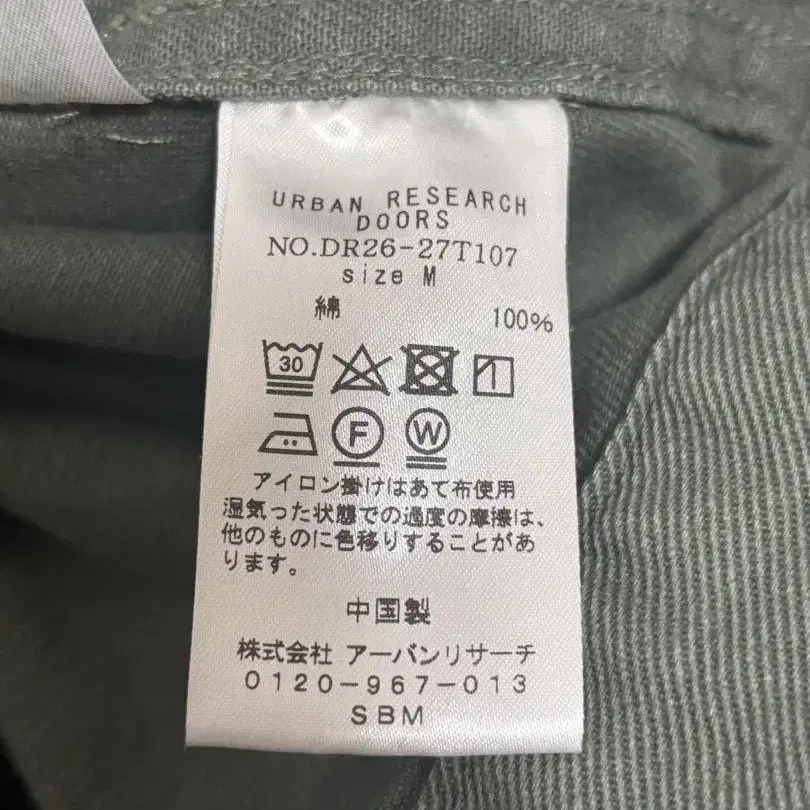 URBAN RESEARCH
DOORS
NO.DR26-27T107
size M
綿 100%
30
F W
アイロン掛けはあて布使用
湿気った状態での過度の摩擦は、
他のものに色移りすることがあ
ります。
中国製
株式会社 アーバンリサーチ
0120-967-013
SBM